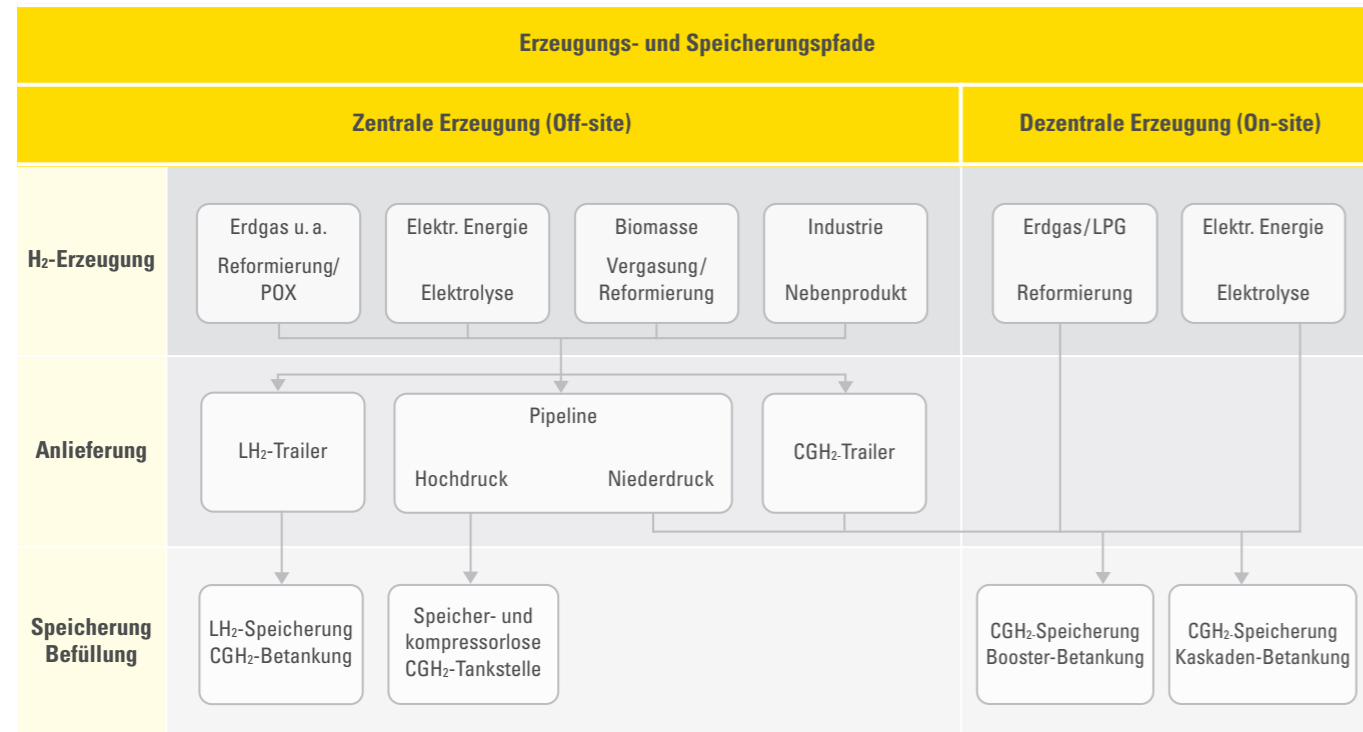 Erzeugungs- und Speicherungspfade
Zentrale Erzeugung (Off-site)
Dezentrale Erzeugung (On-site)
H₂-Erzeugung
Erdgas u. a.
Reformierung/
POX
Elektr. Energie
Elektrolyse
Biomasse
Vergasung/
Reformierung
Industrie
Nebenprodukt
Erdgas/LPG
Reformierung
Elektr. Energie
Elektrolyse
Anlieferung
LH₂-Trailer
Pipeline
Hochdruck
Niederdruck
CGH₂-Trailer
Speicherung
Befüllung
LH₂-Speicherung
CGH₂-Betankung
Speicher- und
kompressorlose
CGH₂-Tankstelle
CGH₂-Speicherung
Booster-Betankung
CGH₂-Speicherung
Kaskaden-Betankung